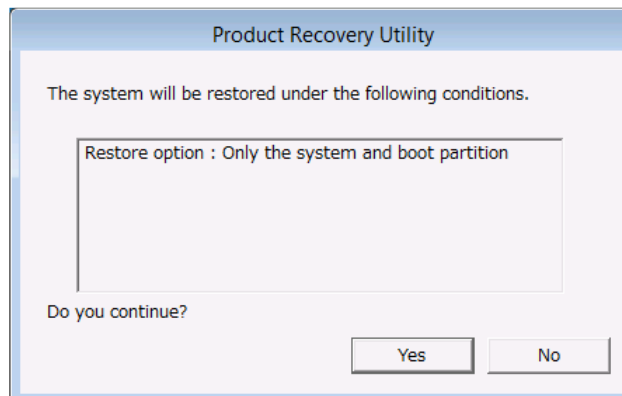 Product Recovery Utility
The system will be restored under the following conditions.
Restore option : Only the system and boot partition
Do you continue?
Yes No